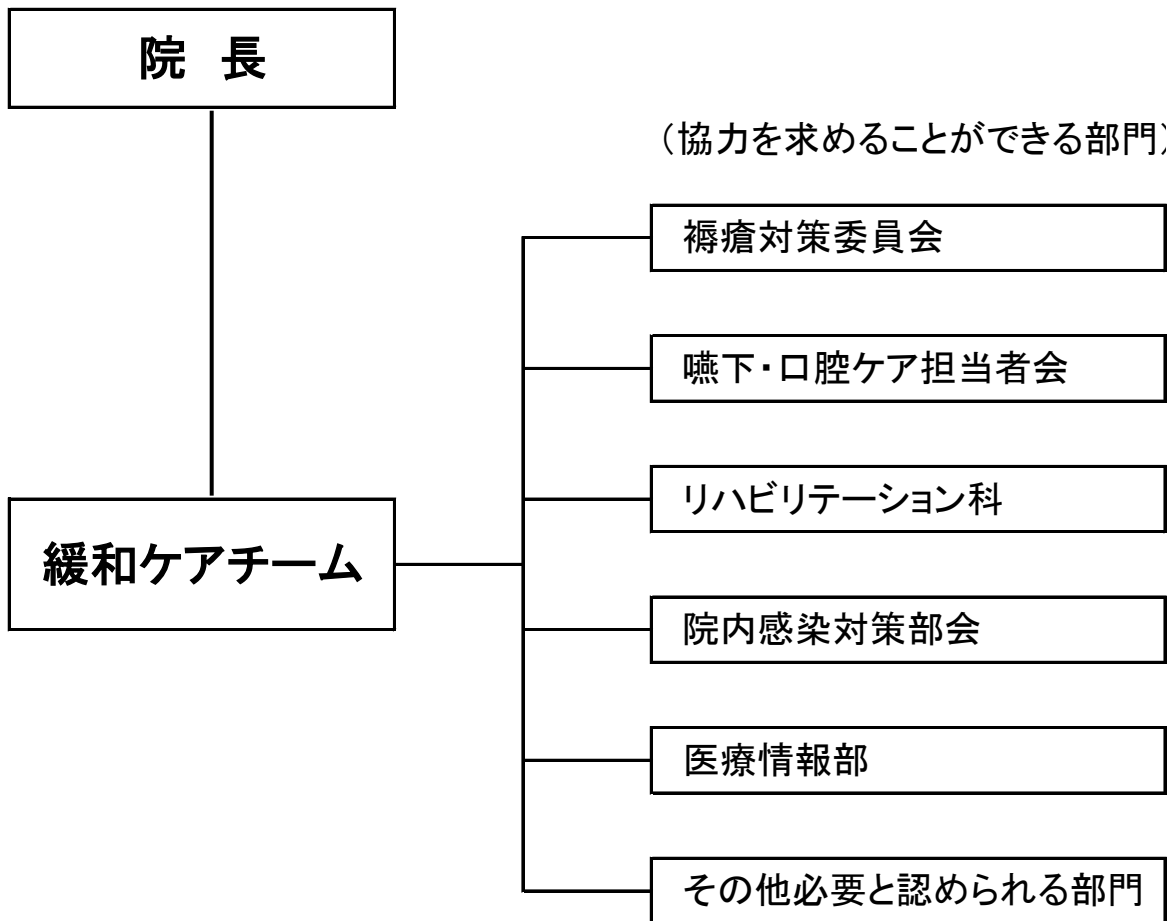 院　長
（協力を求めることができる部門）
褥瘡対策委員会
嚥下・口腔ケア担当者会
リハビリテーション科
緩和ケアチーム
院内感染対策部会
医療情報部
その他必要と認められる部門